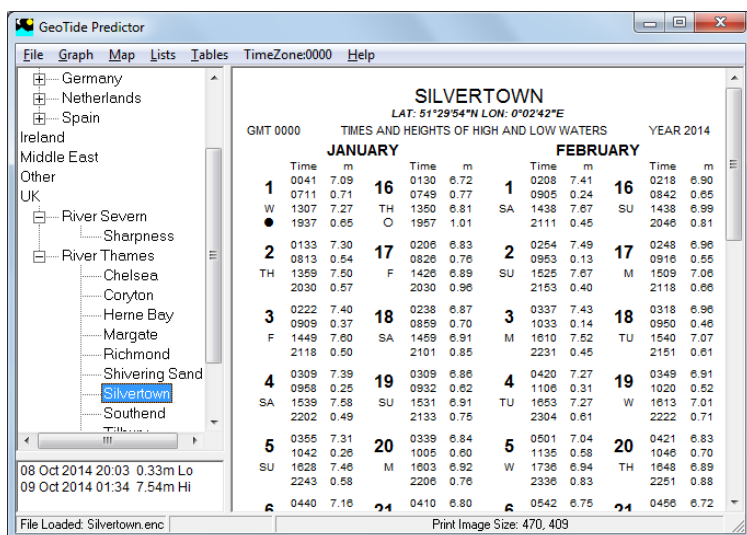 GeoTide Predictor
File Graph Map Lists Tables TimeZone:0000 Help
Germany
Netherlands
Spain
Ireland
Middle East
Other
UK
River Severn
Sharpness
River Thames
Chelsea
Coryton
Herne Bay
Margate
Richmond
Shivering Sand
Silvertown
Southend
Tilbury
08 Oct 2014 20:03 0.33m Lo
09 Oct 2014 01:34 7.54m Hi
SILVERTOWN
LAT: 51°29'54"N LON: 0°02'42"E
GMT 0000 TIMES AND HEIGHTS OF HIGH AND LOW WATERS YEAR 2014
JANUARY FEBRUARY
Time m Time m Time m Time m
1 16 1 16
0041 7.09 0130 6.72 0208 7.41 0218 6.90
0711 0.71 0749 0.77 0905 0.24 0842 0.65
W 1307 7.27 TH 1350 6.81 SA 1438 7.67 SU 1438 6.99
1937 0.65 1957 1.01 2111 0.45 2046 0.81
2 17 2 17
0133 7.30 0206 6.83 0254 7.49 0248 6.96
0813 0.54 0826 0.76 0953 0.13 0916 0.55
TH 1359 7.50 F 1426 6.89 SU 1525 7.67 M 1509 7.06
2030 0.57 2030 0.96 2153 0.40 2118 0.66
3 18 3 18
0222 7.40 0238 6.87 0337 7.43 0318 6.96
0909 0.37 0859 0.70 1033 0.14 0950 0.46
F 1449 7.60 SA 1459 6.91 M 1610 7.52 TU 1540 7.07
2118 0.50 2101 0.85 2231 0.45 2151 0.61
4 19 4 19
0309 7.39 0309 6.86 0420 7.27 0349 6.91
0958 0.25 0932 0.62 1106 0.31 1020 0.52
SA 1539 7.58 SU 1531 6.91 TU 1653 7.27 W 1613 7.01
2202 0.49 2133 0.75 2304 0.61 2222 0.71
5 20 5 20
0355 7.31 0339 6.84 0501 7.04 0421 6.83
1042 0.26 1005 0.60 1135 0.58 1046 0.70
SU 1628 7.46 M 1603 6.92 W 1736 6.94 TH 1648 6.89
2243 0.58 2206 0.76 2336 0.83 2251 0.88
6 0440 7.16 21 0410 6.80 6 0542 6.75 21 0456 6.72
File Loaded: Silvertown.enc
Print Image Size: 470, 409